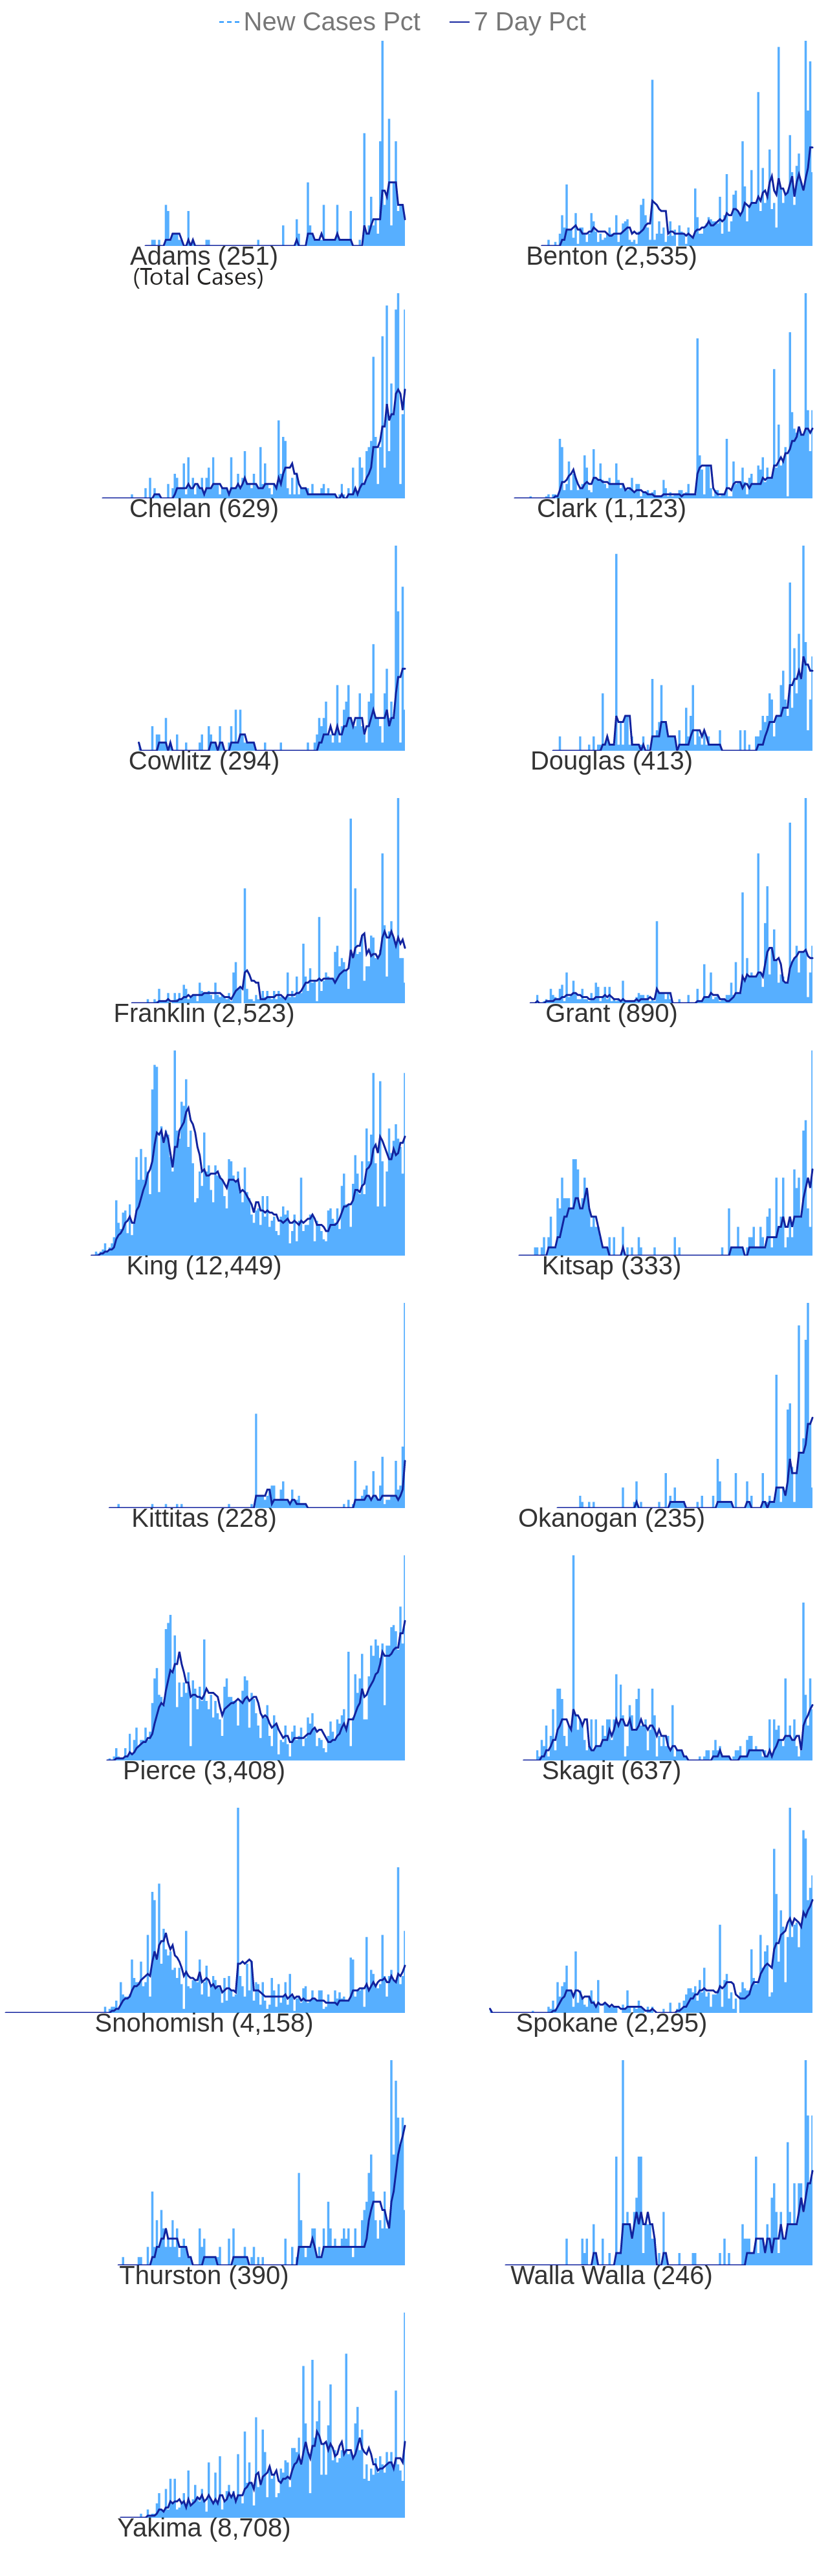 New Cases Pct 7 Day Pct
Adams (251) Benton (2,535)
(Total Cases)
Chelan (629) Clark (1,123)
Cowlitz (294) Douglas (413)
Franklin (2,523) Grant (890)
King (12,449) Kitsap (333)
Kittitas (228) Okanogan (235)
Pierce (3,408) Skagit (637)
Snohomish (4,158) Spokane (2,295)
Thurston (390) Walla Walla (246)
Yakima (8,708)